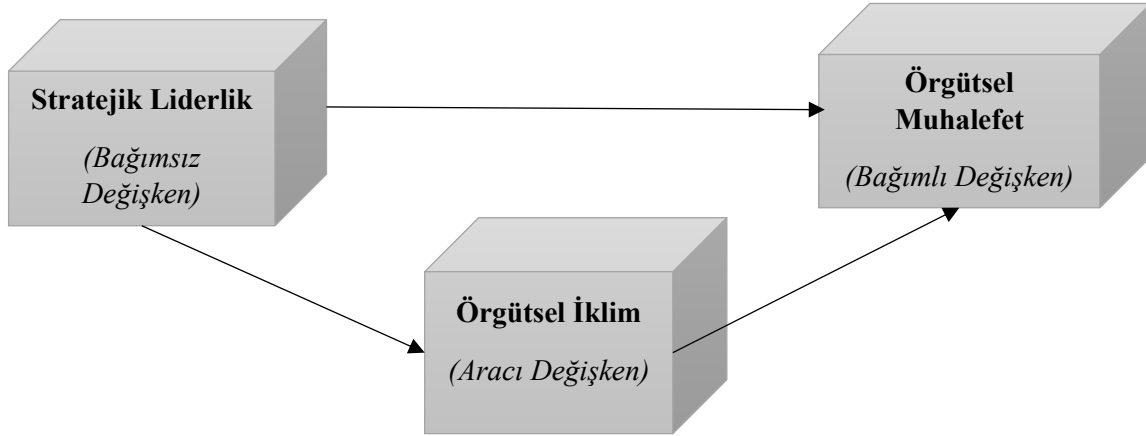 Stratejik Liderlik
(Bağımsız
Değişken)
Örgütsel
Muhalefet
(Bağımlı Değişken)
Örgütsel İklim
(Aracı Değişken)